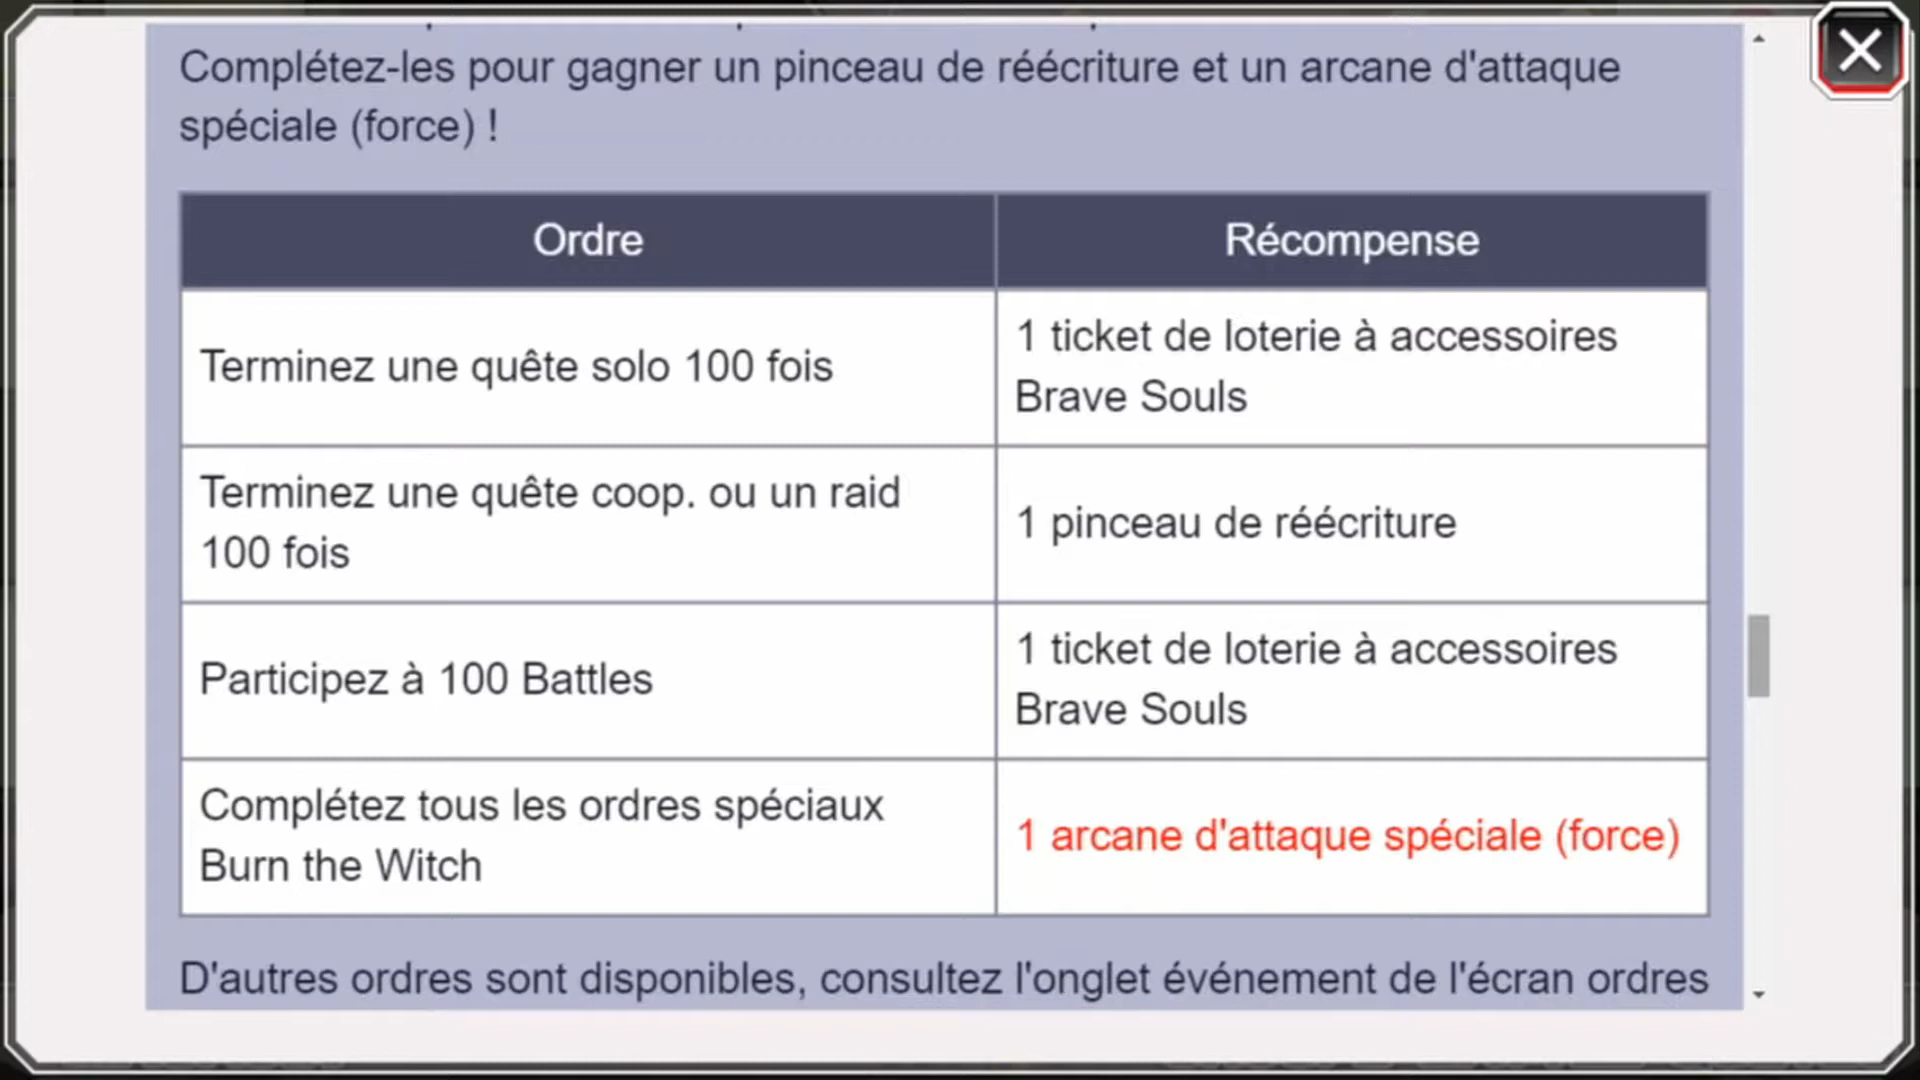 Complétez-les pour gagner un pinceau de réécriture et un arcane d'attaque
spéciale (force) !
Ordre
Récompense
Terminez une quête solo 100 fois
1 ticket de loterie à accessoires
Brave Souls
Terminez une quête coop. ou un raid
100 fois
1 pinceau de réécriture
Participez à 100 Battles
1 ticket de loterie à accessoires
Brave Souls
Complétez tous les ordres spéciaux
Burn the Witch
1 arcane d'attaque spéciale (force)
D'autres ordres sont disponibles, consultez l'onglet événement de l'écran ordres